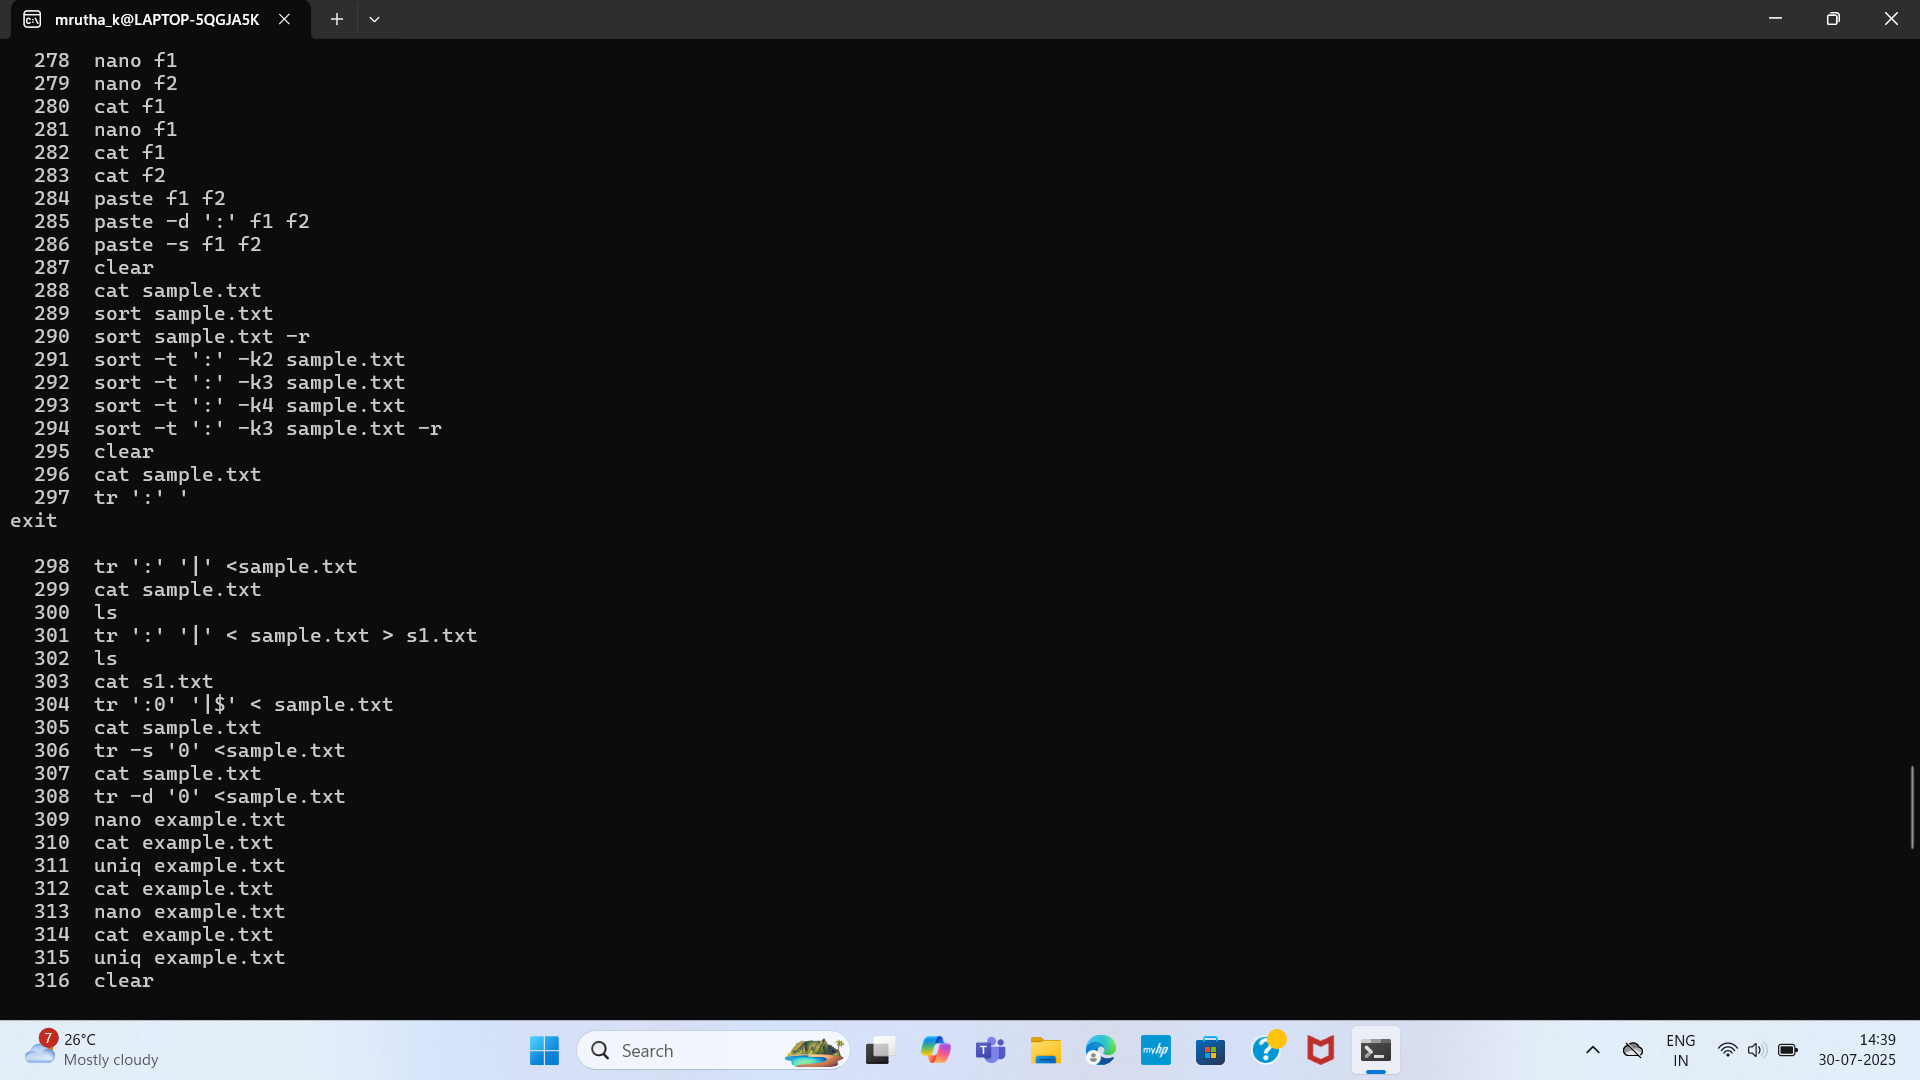 mrutha_k@LAPTOP-5QGJA5K
278 nano f1
279 nano f2
280 cat f1
281 nano f1
282 cat f1
283 cat f2
284 paste f1 f2
285 paste -d ':' f1 f2
286 paste -s f1 f2
287 clear
288 cat sample.txt
289 sort sample.txt
290 sort sample.txt -r
291 sort -t ':' -k2 sample.txt
292 sort -t ':' -k3 sample.txt
293 sort -t ':' -k4 sample.txt
294 sort -t ':' -k3 sample.txt -r
295 clear
296 cat sample.txt
297 tr ':' '
exit
298 tr ':' '|' <sample.txt
299 cat sample.txt
300 ls
301 tr ':' '|' < sample.txt > s1.txt
302 ls
303 cat s1.txt
304 tr ':0' '|$' < sample.txt
305 cat sample.txt
306 tr -s '0' <sample.txt
307 cat sample.txt
308 tr -d '0' <sample.txt
309 nano example.txt
310 cat example.txt
311 uniq example.txt
312 cat example.txt
313 nano example.txt
314 cat example.txt
315 uniq example.txt
316 clear
7
26°C
Mostly cloudy
Search
myhp
ENG
IN
14:39
30-07-2025